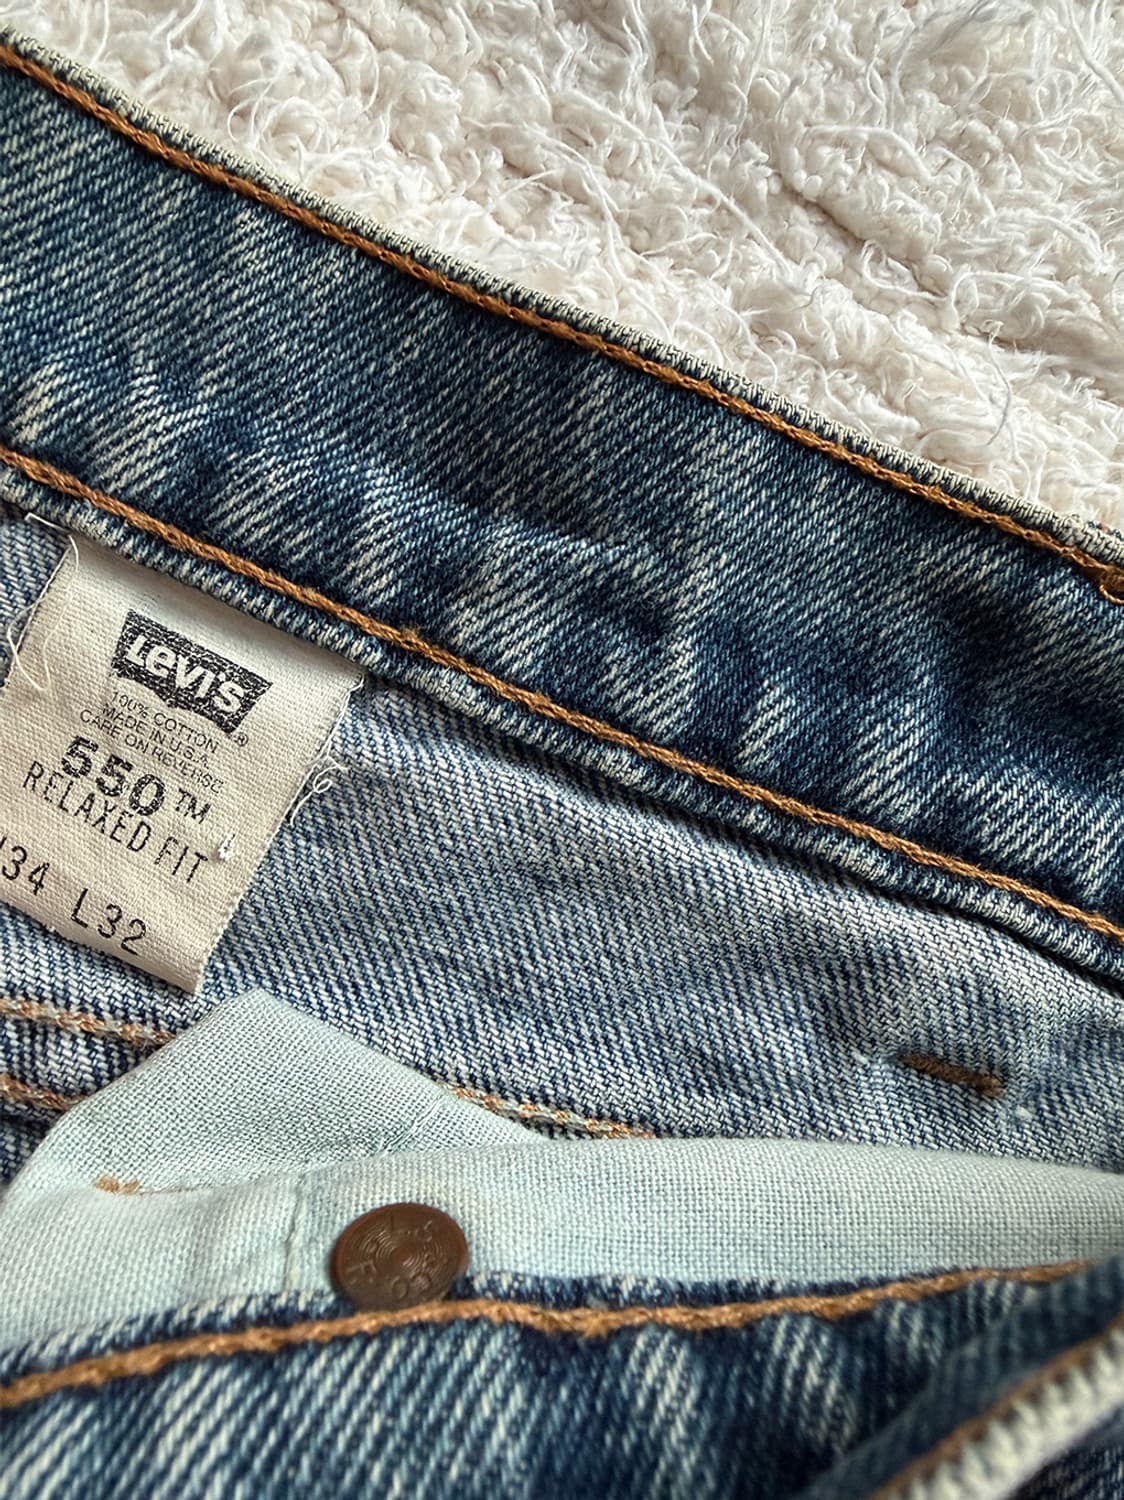 LEVI'S®
100% COTTON
MADE IN U.S.A.
CARE ON REVERSE
550™
RELAXED FIT
34 L32